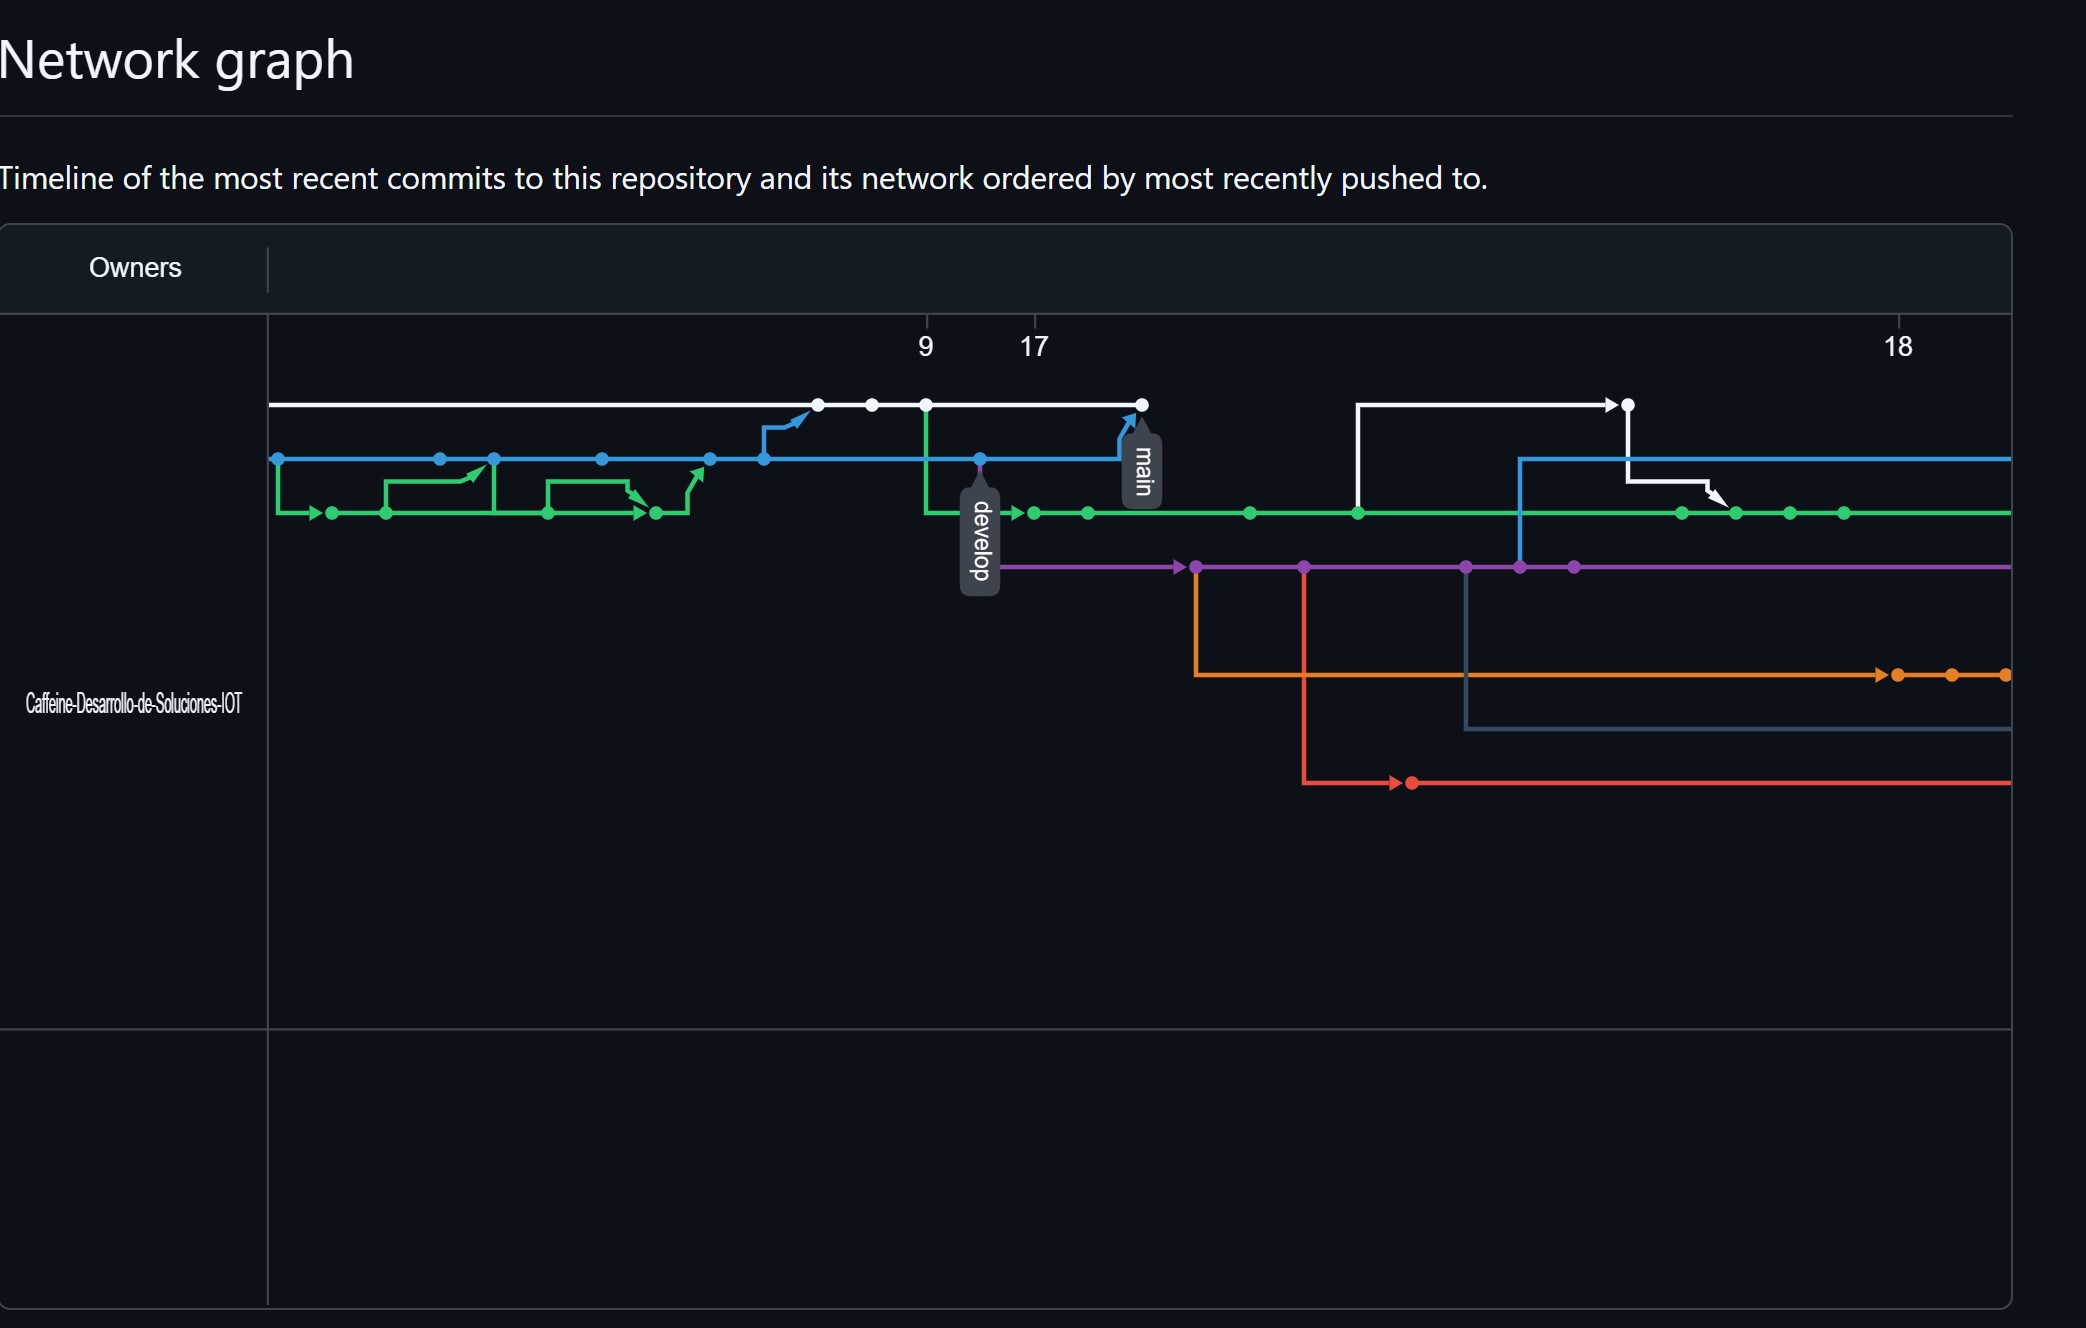 Network graph
Timeline of the most recent commits to this repository and its network ordered by most recently pushed to.
Owners
9 17 18
main
develop
Caffeine-Desarrollo-de-Soluciones-IOT